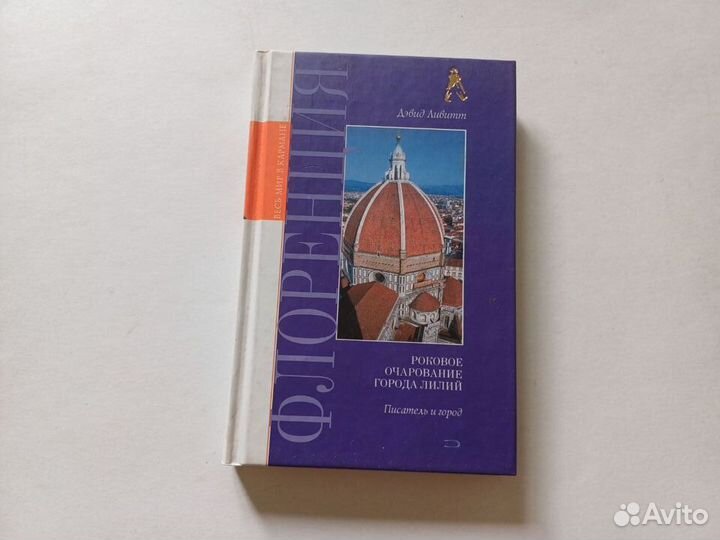 Дэвид Ливитт
ФЛОРЕНЦИЯ
ВЕСЬ МИР В КАРМАНЕ
РОКОВОЕ
ОЧАРОВАНИЕ
ГОРОДА ЛИЛИЙ
Писатель и город
Avito